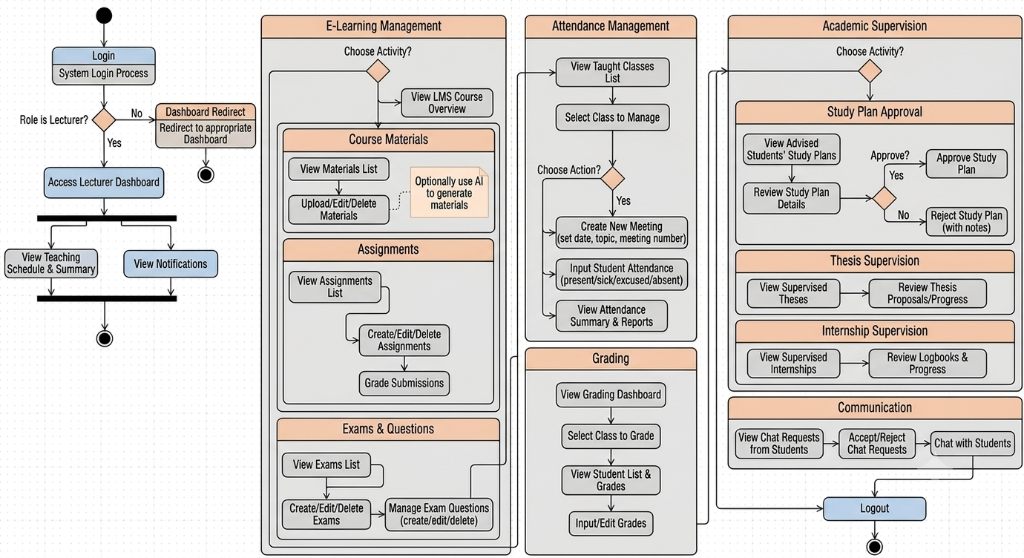 Login
System Login Process
Role is Lecturer?
No
Yes
Dashboard Redirect
Redirect to appropriate
Dashboard
Access Lecturer Dashboard
View Teaching
Schedule & Summary
View Notifications
E-Learning Management
Choose Activity?
View LMS Course
Overview
Course Materials
View Materials List
Upload/Edit/Delete
Materials
Optionally use AI
to generate
materials
Assignments
View Assignments
List
Create/Edit/Delete
Assignments
Grade Submissions
Exams & Questions
View Exams List
Create/Edit/Delete
Exams
Manage Exam Questions
(create/edit/delete)
Attendance Management
View Taught Classes
List
Select Class to Manage
Choose Action?
Yes
Create New Meeting
(set date, topic, meeting number)
Input Student Attendance
(present/sick/excused/absent)
View Attendance
Summary & Reports
Grading
View Grading Dashboard
Select Class to Grade
View Student List &
Grades
Input/Edit Grades
Academic Supervision
Choose Activity?
Study Plan Approval
View Advised
Students' Study Plans
Review Study Plan
Details
Approve?
Yes
No
Approve Study
Plan
Reject Study Plan
(with notes)
Thesis Supervision
View Supervised
Theses
Review Thesis
Proposals/Progress
Internship Supervision
View Supervised
Internships
Review Logbooks &
Progress
Communication
View Chat Requests
from Students
Accept/Reject
Chat Requests
Chat with Students
Logout